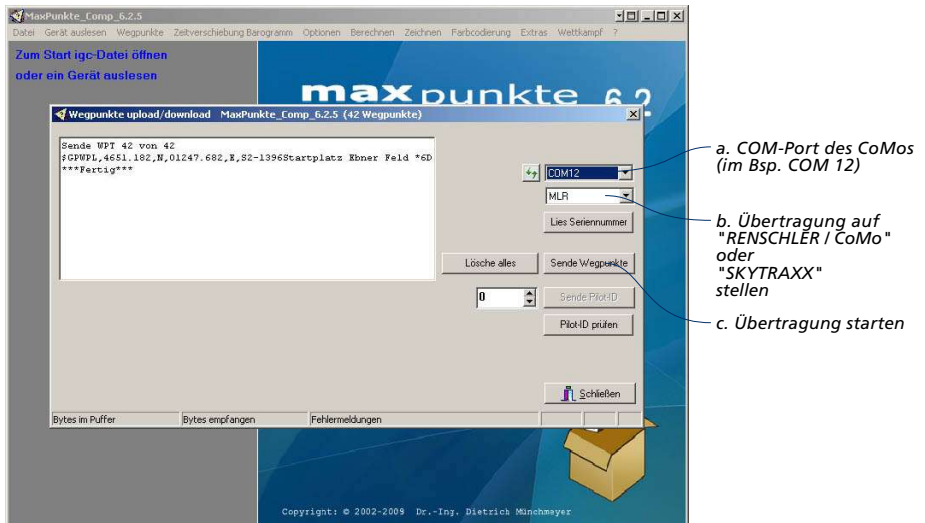 MaxPunkte_Comp_6.2.5
Datei Gerät auslesen Wegpunkte Zeitverschiebung Barogramm Optionen Berechnen Zeichnen Farbcodierung Extras Wettkampf ?
Zum Start igc-Datei öffnen
oder ein Gerät auslesen
maxpunkte 6.2
Wegpunkte upload/download MaxPunkte_Comp_6.2.5 (42 Wegpunkte)
Sende WPT 42 von 42
$GPWPL,4651.182,N,01247.682,E,S2-1396Startplatz Ebner Feld *6D
***Fertig***
COM12
MLR
Lies Seriennummer
Lösche alles
Sende Wegpunkte
0
Sende Pilot-ID
Pilot-ID prüfen
Schließen
Bytes im Puffer
Bytes empfangen
Fehlermeldungen
Copyright: © 2002-2009 Dr.-Ing. Dietrich Münchmeyer
a. COM-Port des CoMos
(im Bsp. COM 12)
b. Übertragung auf
"RENSCHLER / CoMo"
oder
"SKYTRAXX"
stellen
c. Übertragung starten